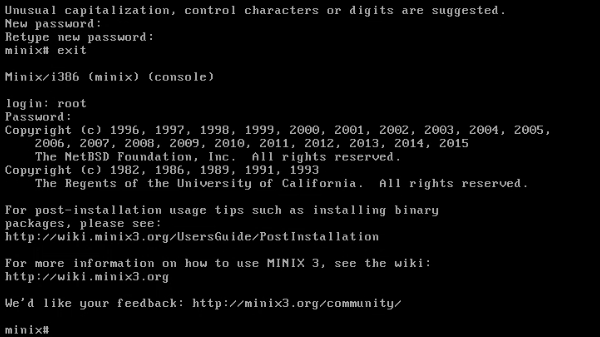 Unusual capitalization, control characters or digits are suggested.
New password:
Retype new password:
minix# exit
Minix/i386 (minix) (console)
login: root
Password:
Copyright (c) 1996, 1997, 1998, 1999, 2000, 2001, 2002, 2003, 2004, 2005,
2006, 2007, 2008, 2009, 2010, 2011, 2012, 2013, 2014, 2015
The NetBSD Foundation, Inc.  All rights reserved.
Copyright (c) 1982, 1986, 1989, 1991, 1993
The Regents of the University of California.  All rights reserved.
For post-installation usage tips such as installing binary
packages, please see:
http://wiki.minix3.org/UsersGuide/PostInstallation
For more information on how to use MINIX 3, see the wiki:
http://wiki.minix3.org
We'd like your feedback: http://minix3.org/community/
minix#